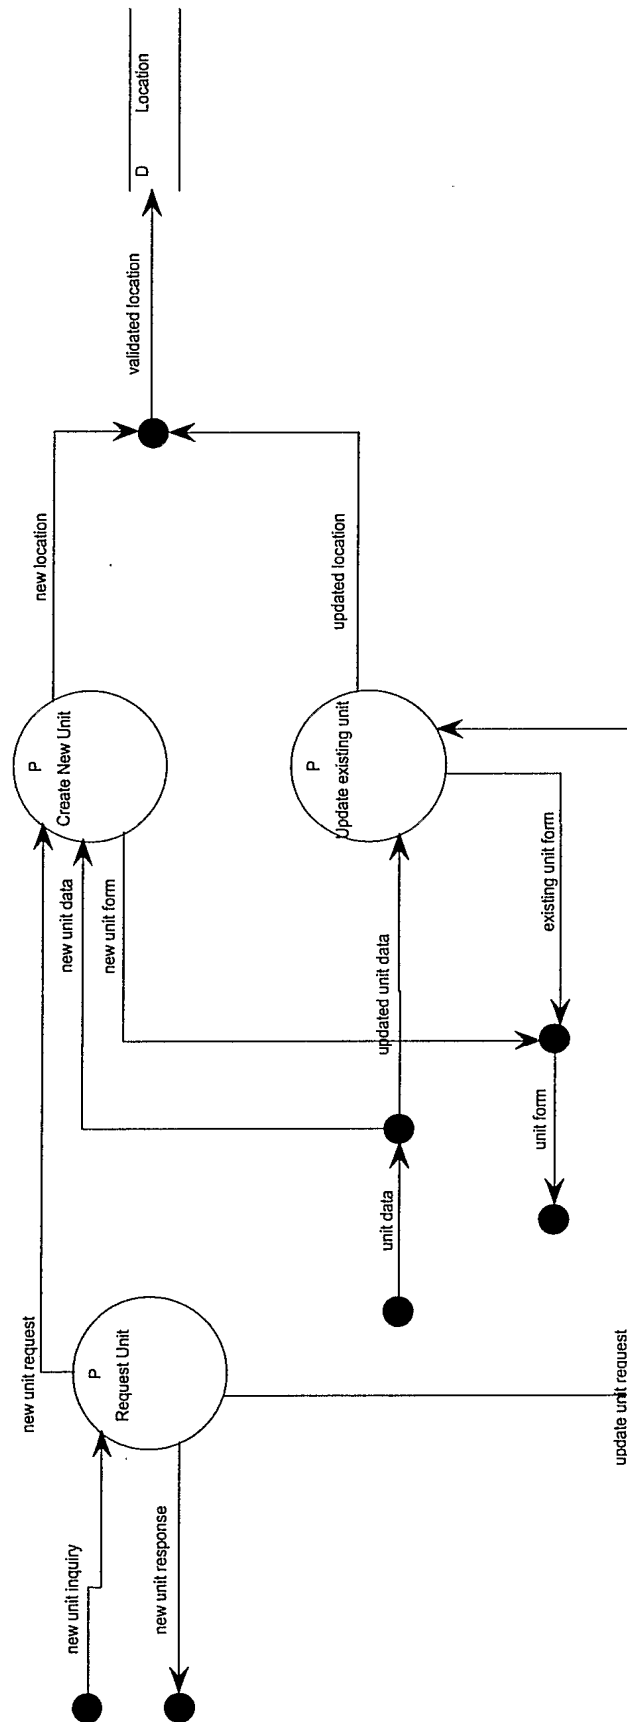 new unit inquiry
new unit response
new unit request
P
Request Unit
update unit request
unit data
new unit data
new unit form
updated unit data
unit form
existing unit form
P
Create New Unit
P
Update existing unit
new location
updated location
validated location
D Location